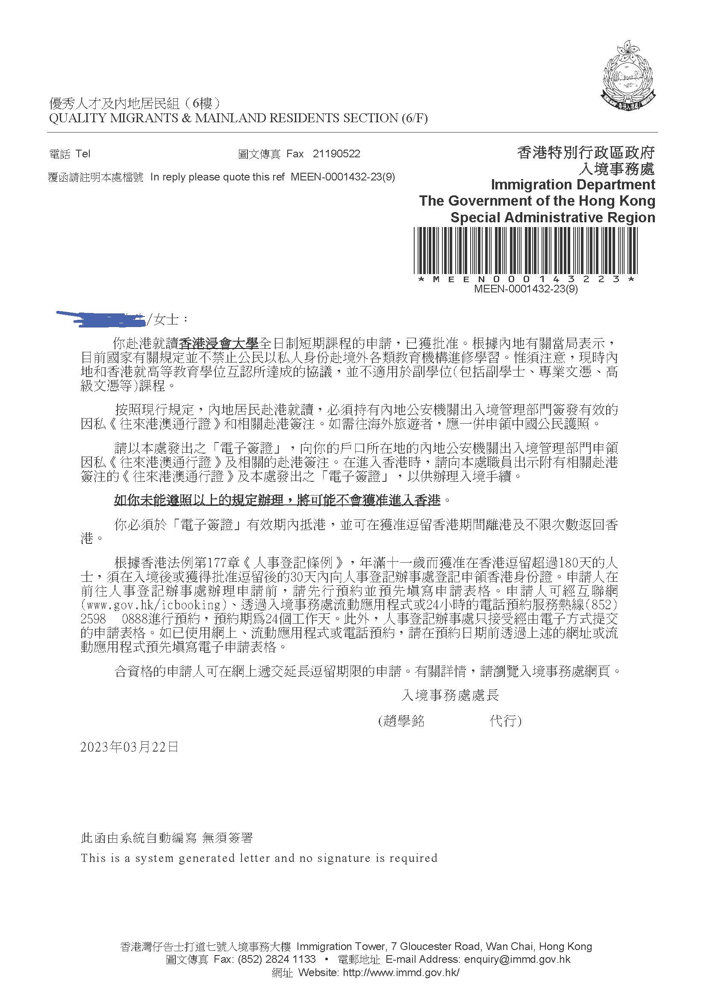 優秀人才及內地居民組（6樓）
QUALITY MIGRANTS & MAINLAND RESIDENTS SECTION (6/F)
電話 Tel
圖文傳真 Fax 21190522
覆函請註明本處檔號 In reply please quote this ref MEEN-0001432-23(9)
香港特別行政區政府
入境事務處
Immigration Department
The Government of the Hong Kong
Special Administrative Region
*MEEN000143223*
MEEN-0001432-23(9)
/女士：
你赴港就讀香港浸會大學全日制短期課程的申請，已獲批准。根據內地有關當局表示，
目前國家有關規定並不禁止公民以私人身份赴境外各類教育機構進修學習。惟須注意，現時內
地和香港就高等教育學位互認所達成的協議，並不適用於副學位(包括副學士、專業文憑、高
級文憑等)課程。
按照現行規定，內地居民赴港就讀，必須持有內地公安機關出入境管理部門簽發有效的
因私《往來港澳通行證》和相關赴港簽注。如需往海外旅遊者，應一併申領中國公民護照。
請以本處發出之「電子簽證」，向你的戶口所在地的內地公安機關出入境管理部門申領
因私《往來港澳通行證》及相關的赴港簽注。在進入香港時，請向本處職員出示附有相關赴港
簽注的《往來港澳通行證》及本處發出之「電子簽證」，以供辦理入境手續。
如你未能遵照以上的規定辦理，將可能不會獲准進入香港。
你必須於「電子簽證」有效期內抵港，並可在獲准逗留香港期間離港及不限次數返回香
港。
根據香港法例第177章《人事登記條例》，年滿十一歲而獲准在香港逗留超過180天的人
士，須在入境後或獲得批准逗留後的30天內向人事登記辦事處登記申領香港身份證。申請人在
前往人事登記辦事處辦理申請前，請先行預約並預先填寫申請表格。申請人可經互聯網
(www.gov.hk/icbooking)、透過入境事務處流動應用程式或24小時的電話預約服務熱線(852)
2598 0888進行預約，預約期為24個工作天。此外，人事登記辦事處只接受經由電子方式提交
的申請表格。如已使用網上、流動應用程式或電話預約，請在預約日期前透過上述的網址或流
動應用程式預先填寫電子申請表格。
合資格的申請人可在網上遞交延長逗留期限的申請。有關詳情，請瀏覽入境事務處網頁。
入境事務處處長
(趙學銘 代行)
2023年03月22日
此函由系統自動編寫 無須簽署
This is a system generated letter and no signature is required
香港灣仔告士打道七號入境事務大樓 Immigration Tower, 7 Gloucester Road, Wan Chai, Hong Kong
圖文傳真 Fax: (852) 2824 1133 • 電郵地址 E-mail Address: enquiry@immd.gov.hk
網址 Website: http://www.immd.gov.hk/